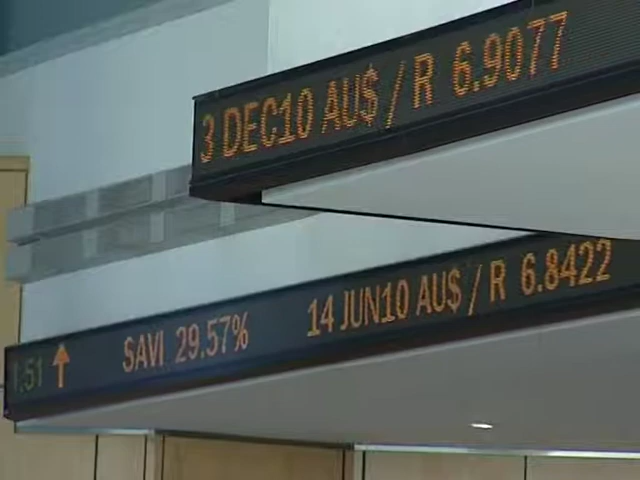 3 DEC10 AU$ / R 6.9077
1.51 ↑ SAVI 29.57% 14 JUN10 AU$ / R 6.8422